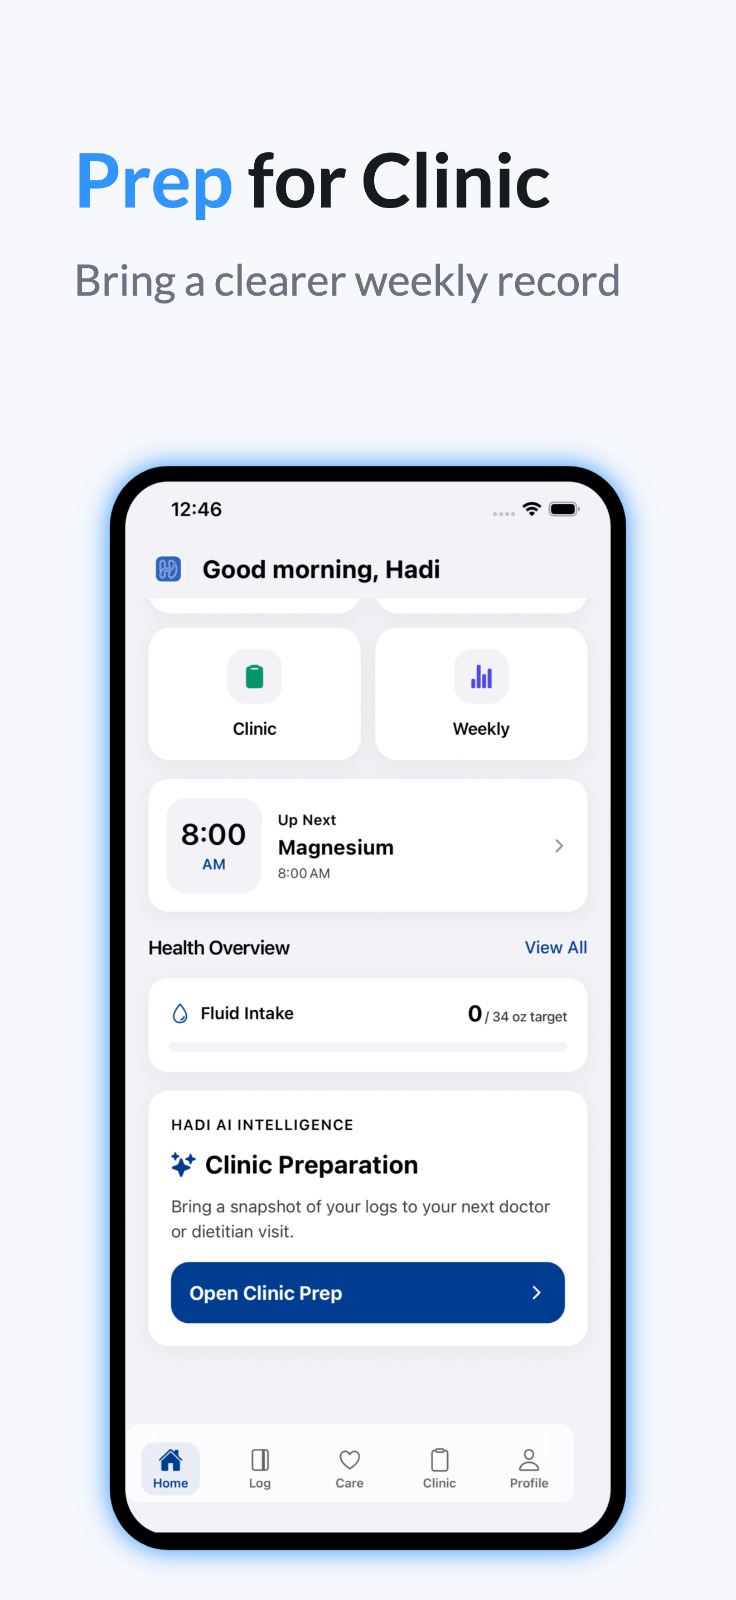 Prep for Clinic
Bring a clearer weekly record
12:46
Good morning, Hadi
Clinic
Weekly
8:00
AM
Up Next
Magnesium
8:00 AM
Health Overview
View All
Fluid Intake
0 / 34 oz target
HADI AI INTELLIGENCE
Clinic Preparation
Bring a snapshot of your logs to your next doctor
or dietitian visit.
Open Clinic Prep
Home
Log
Care
Clinic
Profile